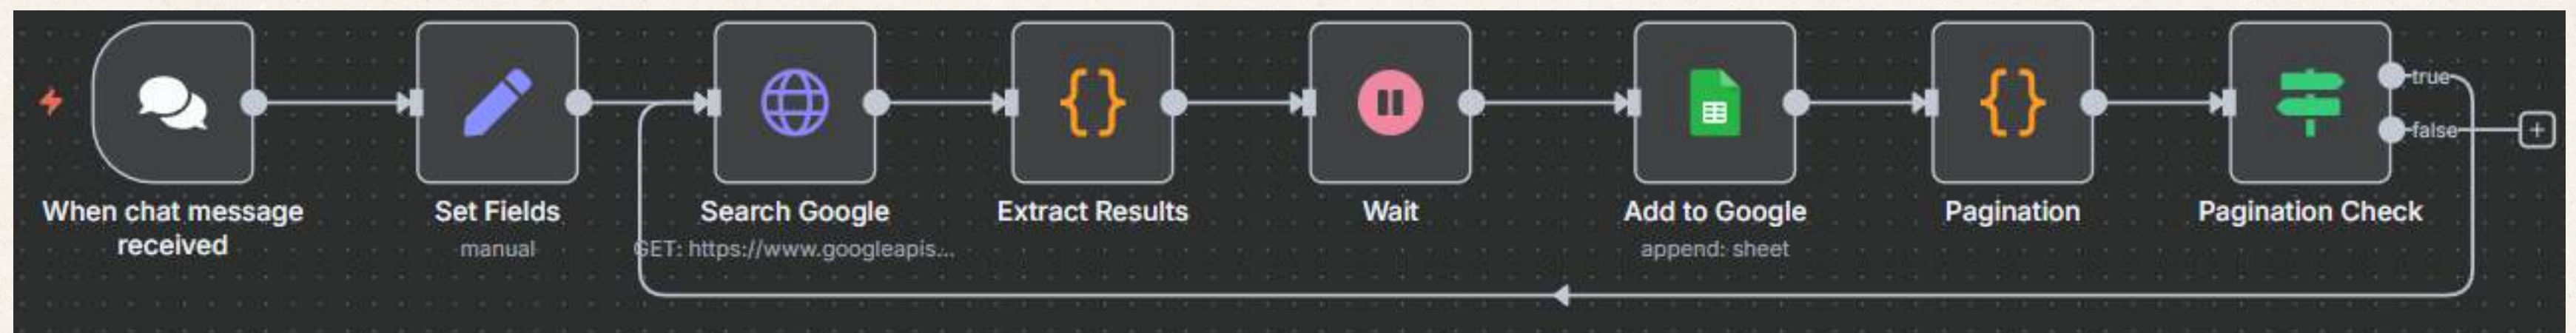 When chat message
received
Set Fields
manual
Search Google
GET: https://www.googleapis...
Extract Results
Wait
Add to Google
append: sheet
Pagination
Pagination Check
true
false